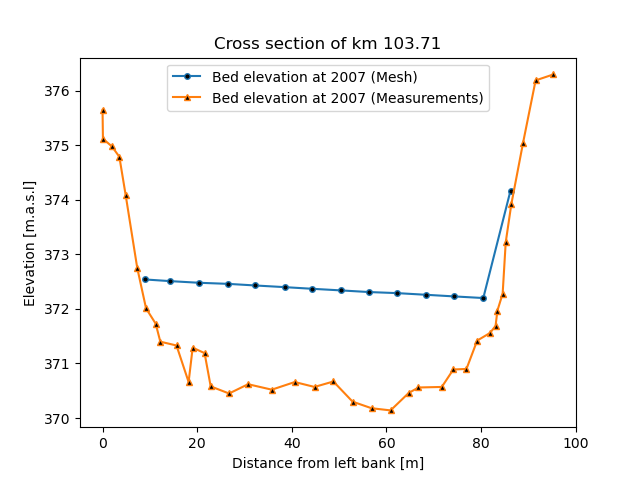 Cross section of km 103.71
Bed elevation at 2007 (Mesh)
Bed elevation at 2007 (Measurements)
Elevation [m.a.s.l]
376
375
374
373
372
371
370
0 20 40 60 80 100
Distance from left bank [m]